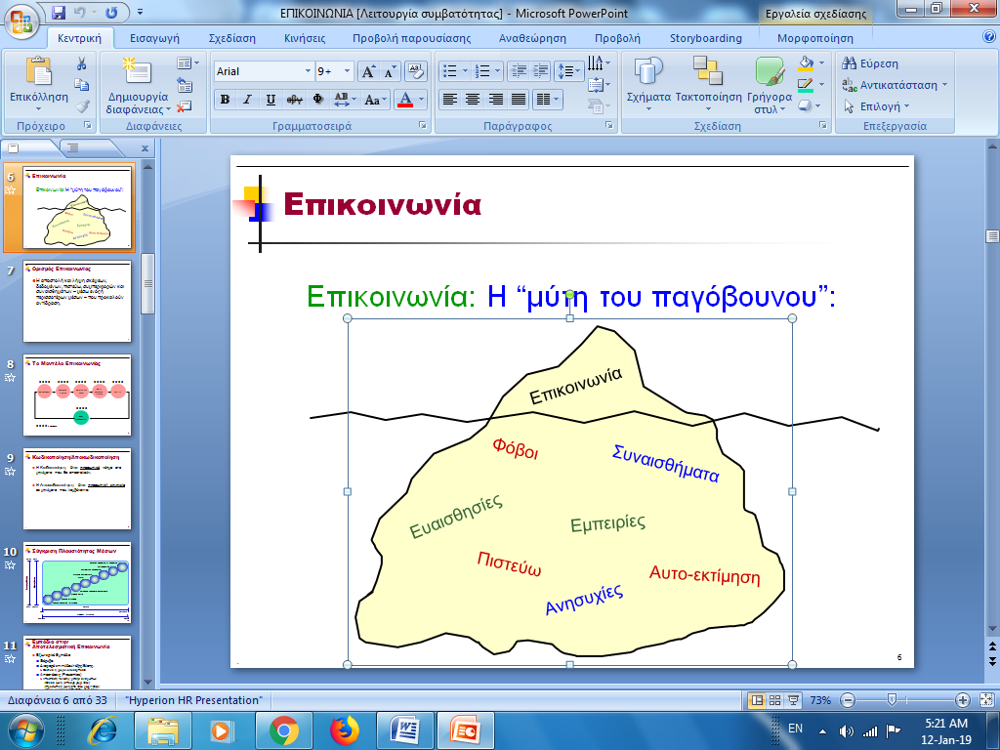 ΕΠΙΚΟΙΝΩΝΙΑ [Λειτουργία συμβατότητας] - Microsoft PowerPoint
Εργαλεία σχεδίασης
Κεντρική Εισαγωγή Σχεδίαση Κινήσεις Προβολή παρουσίασης Αναθεώρηση Προβολή Storyboarding Μορφοποίηση
Επικόλληση
Δημιουργία διαφάνειας
Arial 9+
Σχήματα Τακτοποίηση Γρήγορα στυλ
Εύρεση
Αντικατάσταση
Επιλογή
Πρόχειρο Διαφάνειες Γραμματοσειρά Παράγραφος Σχεδίαση Επεξεργασία
6
Επικοινωνία
Επικοινωνία: Η “μύτη του παγόβουνου”:
7
Ορισμός Επικοινωνίας
8
Το Μοντέλο Επικοινωνίας
9
Κωδικοποίηση/Αποκωδικοποίηση
10
Σύγκριση Πλουσιότητας Μέσων
11
Εμπόδια στην
Αποτελεσματική Επικοινωνία
Επικοινωνία
Επικοινωνία: Η “μύτη του παγόβουνου”:
Επικοινωνία
Φόβοι
Συναισθήματα
Ευαισθησίες
Εμπειρίες
Πιστεύω
Αυτο-εκτίμηση
Ανησυχίες
6
Διαφάνεια 6 από 33 "Hyperion HR Presentation" 73%
EN
5:21 AM
12-Jan-19